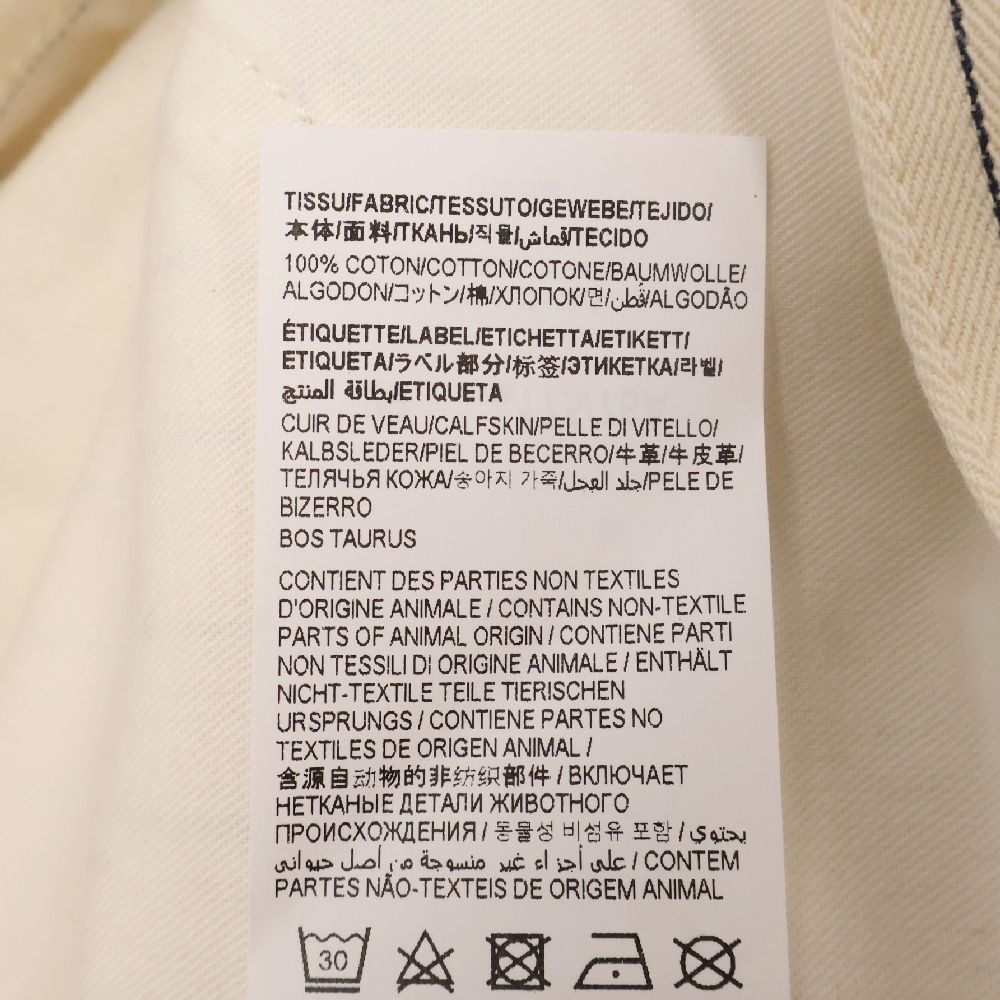 TISSU/FABRIC/TESSUTO/GEWEBE/TEJIDO/
本体/面料/ТКАНЬ/직물/قماش/TECIDO
100% COTON/COTTON/COTONE/BAUMWOLLE/
ALGODON/コットン/棉/ХЛОПОК/면/قطن/ALGODÃO
ÉTIQUETTE/LABEL/ETICHETTA/ETIKETT/
ETIQUETA/ラベル部分/标签/ЭТИКЕТКА/라벨/
بطاقة المنتج/ETIQUETA
CUIR DE VEAU/CALFSKIN/PELLE DI VITELLO/
KALBSLEDER/PIEL DE BECERRO/牛革/牛皮革/
ТЕЛЯЧЬЯ КОЖА/송아지 가죽/جلد العجل/PELE DE
BIZERRO
BOS TAURUS
CONTIENT DES PARTIES NON TEXTILES
D'ORIGINE ANIMALE / CONTAINS NON-TEXTILE
PARTS OF ANIMAL ORIGIN / CONTIENE PARTI
NON TESSILI DI ORIGINE ANIMALE / ENTHÄLT
NICHT-TEXTILE TEILE TIERISCHEN
URSPRUNGS / CONTIENE PARTES NO
TEXTILES DE ORIGEN ANIMAL /
含源自动物的非纺织部件 / ВКЛЮЧАЕТ
НЕТКАНЫЕ ДЕТАЛИ ЖИВОТНОГО
ПРОИСХОЖДЕНИЯ / 동물성 비섬유 포함 / يحتوي
على أجزاء غير منسوجة من أصل حيواني / CONTEM
PARTES NÃO-TEXTEIS DE ORIGEM ANIMAL
30